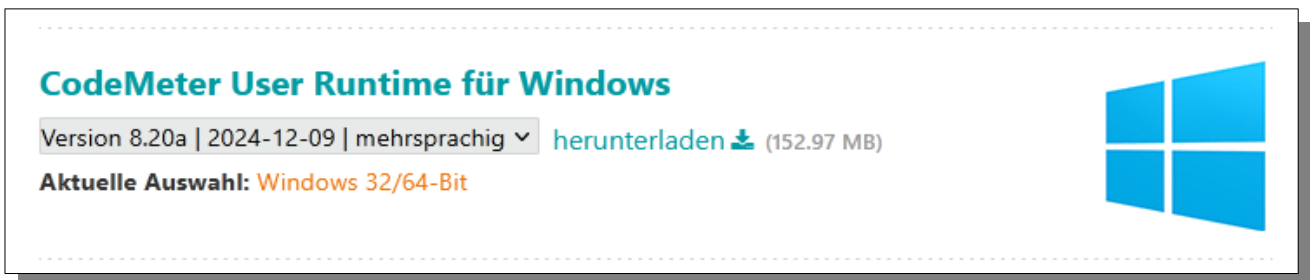 CodeMeter User Runtime für Windows
Version 8.20a | 2024-12-09 | mehrsprachig herunterladen (152.97 MB)
Aktuelle Auswahl: Windows 32/64-Bit